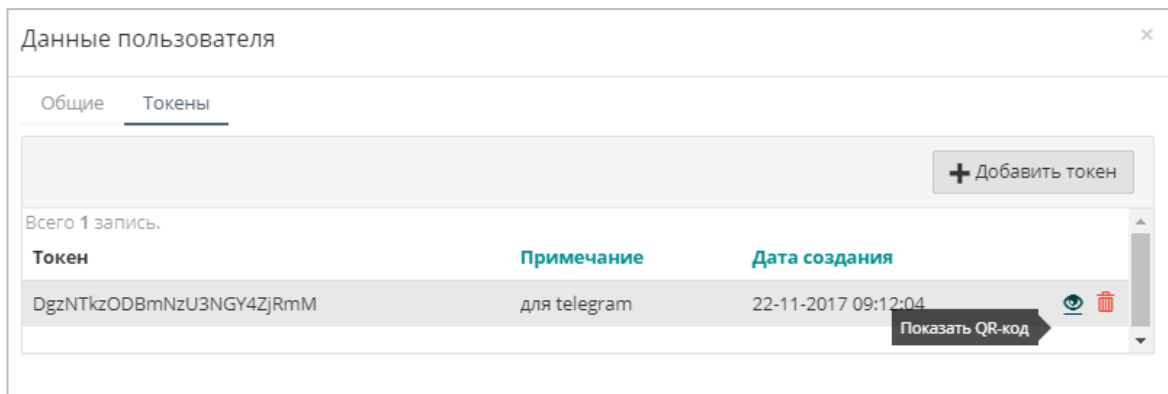 Данные пользователя ×
Общие Токены
+ Добавить токен
Всего 1 запись.
Токен Примечание Дата создания
DgzNTkzODBmNzU3NGY4ZjRmM для telegram 22-11-2017 09:12:04
Показать QR-код